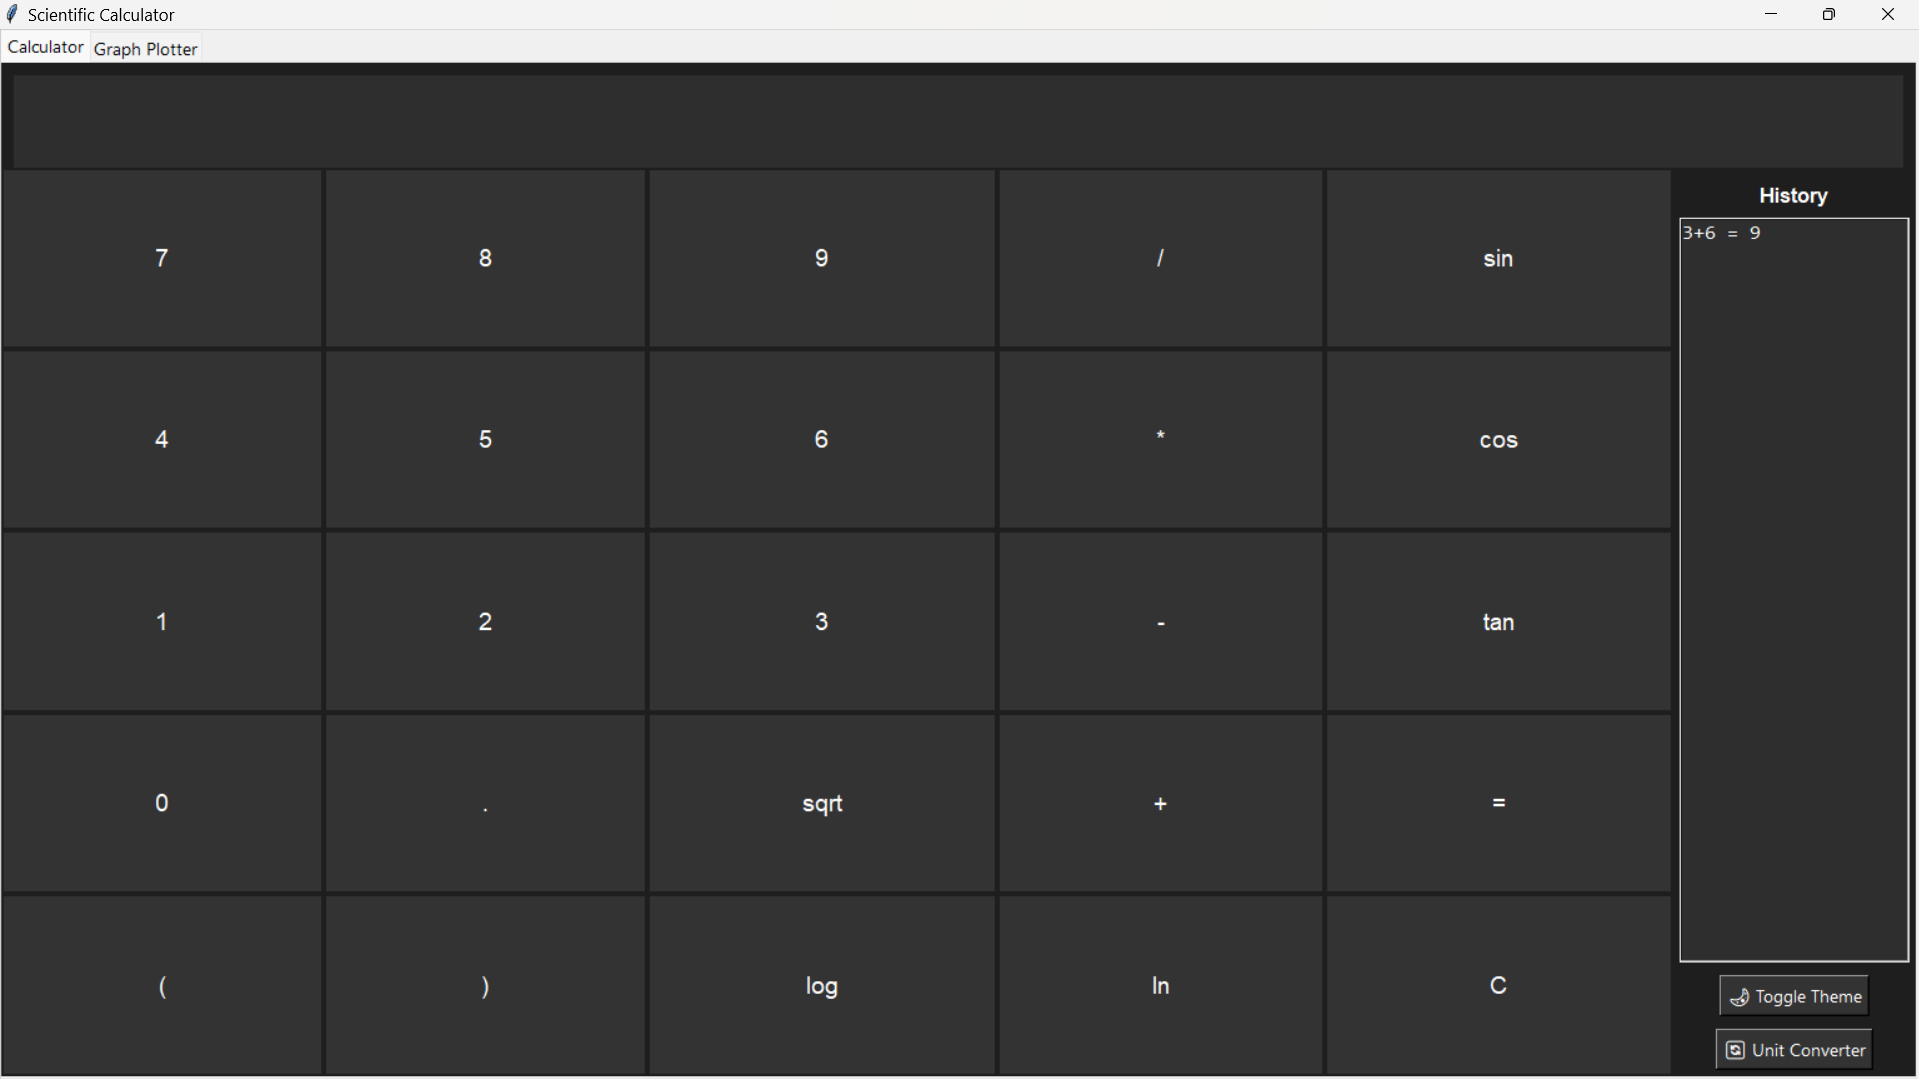 Scientific Calculator
Calculator Graph Plotter
7 8 9 / sin
4 5 6 * cos
1 2 3 - tan
0 . sqrt + =
( ) log ln C
History
3+6 = 9
Toggle Theme
Unit Converter